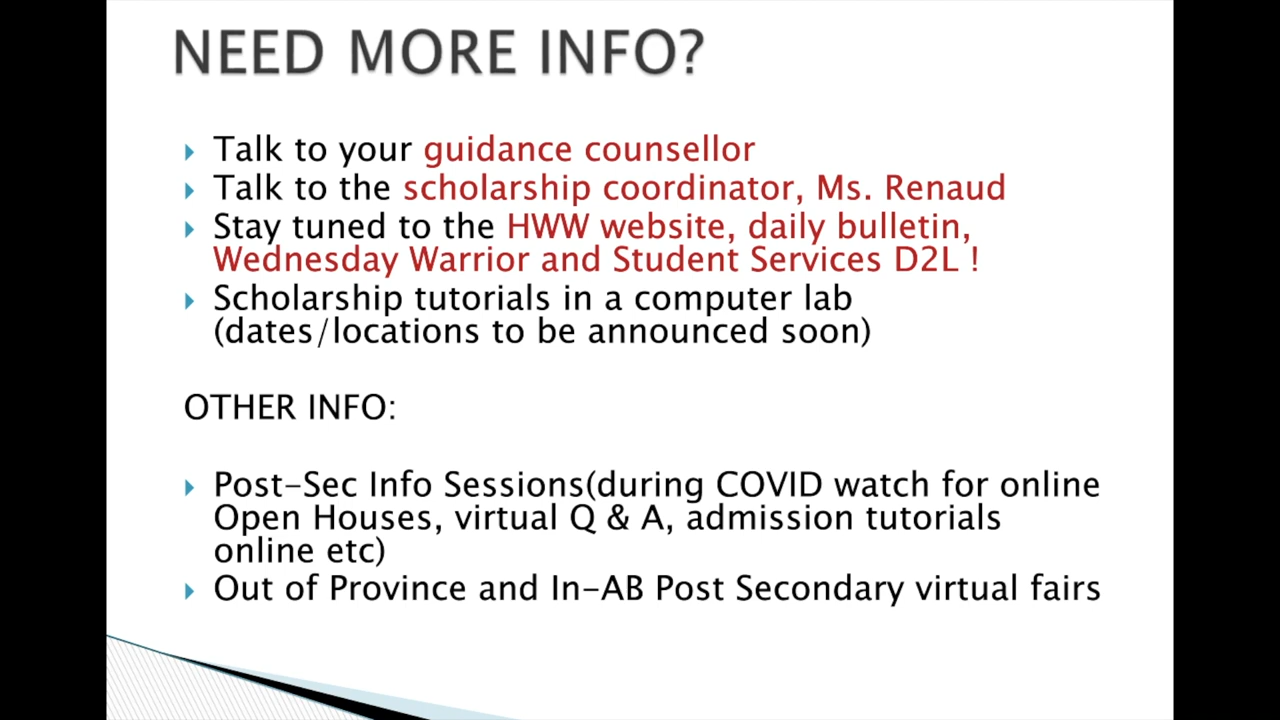 NEED MORE INFO?
Talk to your guidance counsellor
Talk to the scholarship coordinator, Ms. Renaud
Stay tuned to the HWW website, daily bulletin,
Wednesday Warrior and Student Services D2L !
Scholarship tutorials in a computer lab
(dates/locations to be announced soon)
OTHER INFO:
Post-Sec Info Sessions(during COVID watch for online
Open Houses, virtual Q & A, admission tutorials
online etc)
Out of Province and In-AB Post Secondary virtual fairs